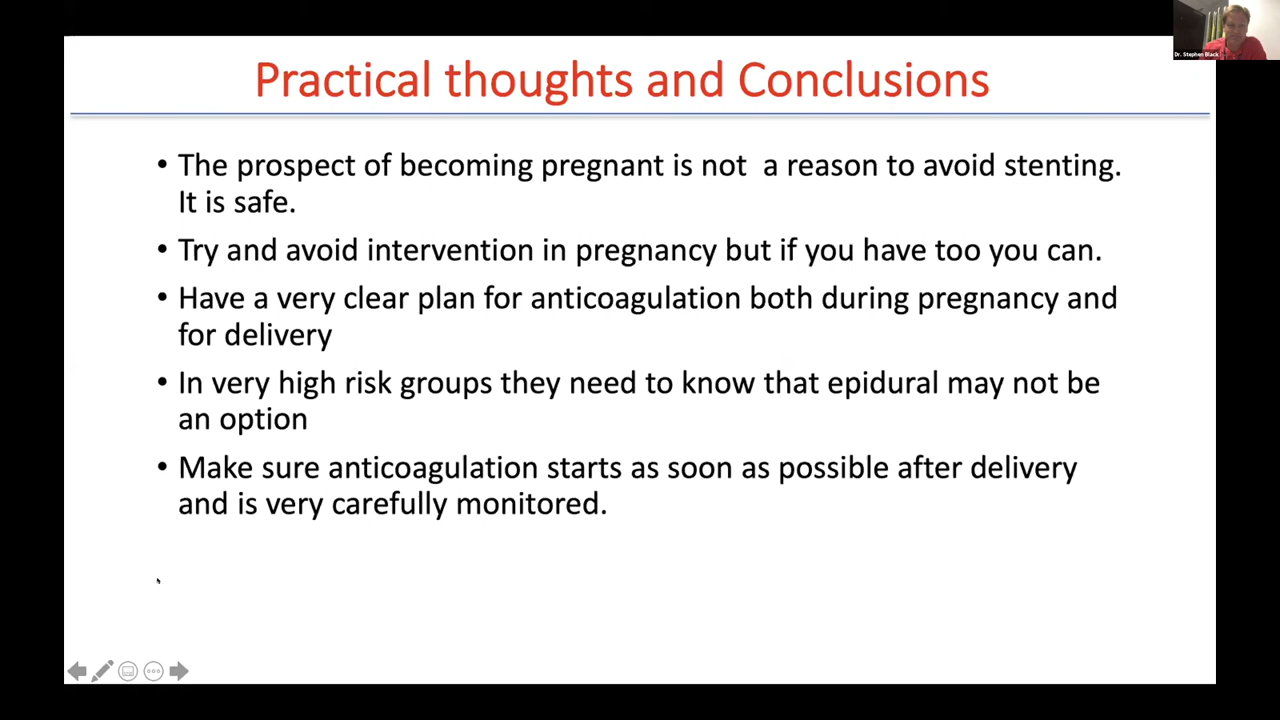 Dr. Stephen Black
Practical thoughts and Conclusions
• The prospect of becoming pregnant is not  a reason to avoid stenting.
It is safe.
• Try and avoid intervention in pregnancy but if you have too you can.
• Have a very clear plan for anticoagulation both during pregnancy and
for delivery
• In very high risk groups they need to know that epidural may not be
an option
• Make sure anticoagulation starts as soon as possible after delivery
and is very carefully monitored.